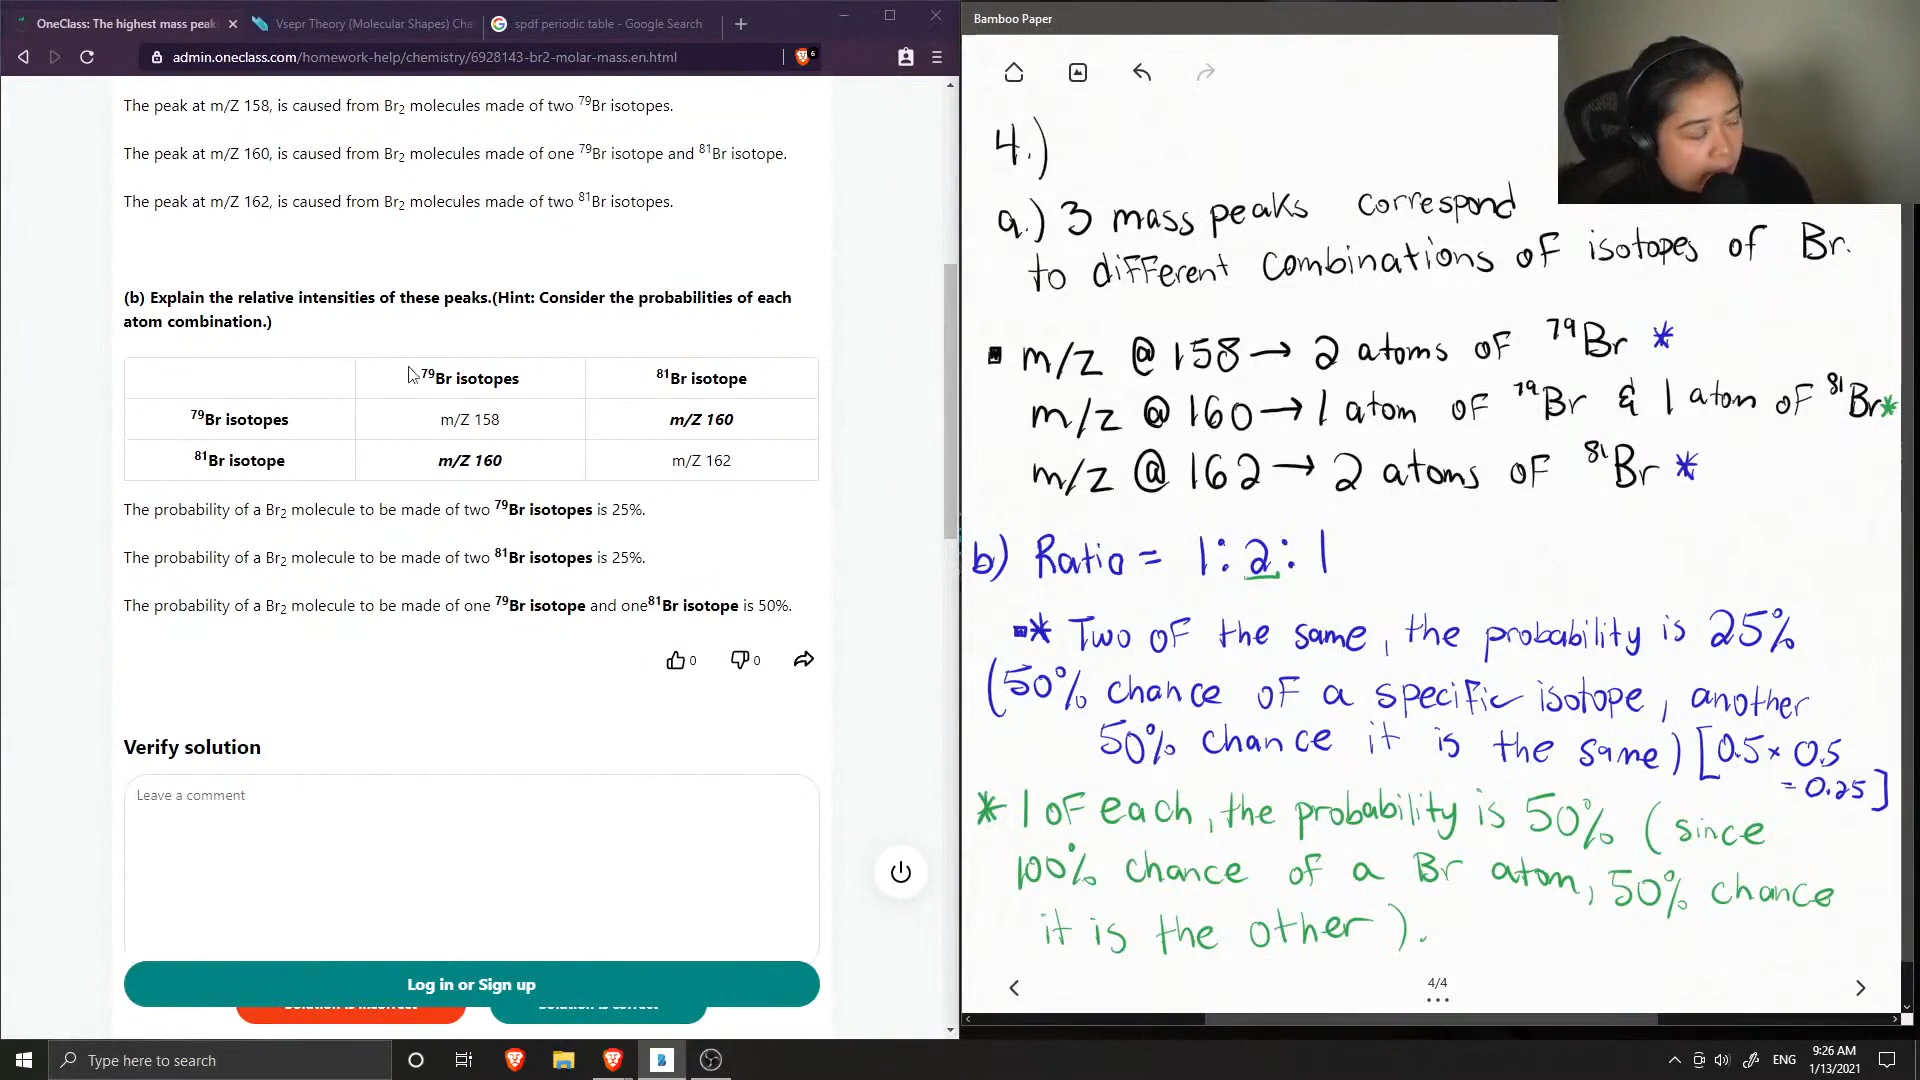 OneClass: The highest mass peak
Vsepr Theory (Molecular Shapes) Cha
spdf periodic table - Google Search
admin.oneclass.com/homework-help/chemistry/6928143-br2-molar-mass.en.html
6
The peak at m/Z 158, is caused from Br₂ molecules made of two ⁷⁹Br isotopes.
The peak at m/Z 160, is caused from Br₂ molecules made of one ⁷⁹Br isotope and ⁸¹Br isotope.
The peak at m/Z 162, is caused from Br₂ molecules made of two ⁸¹Br isotopes.
(b) Explain the relative intensities of these peaks.(Hint: Consider the probabilities of each
atom combination.)
⁷⁹Br isotopes ⁸¹Br isotope
⁷⁹Br isotopes m/Z 158 m/Z 160
⁸¹Br isotope m/Z 160 m/Z 162
The probability of a Br₂ molecule to be made of two ⁷⁹Br isotopes is 25%.
The probability of a Br₂ molecule to be made of two ⁸¹Br isotopes is 25%.
The probability of a Br₂ molecule to be made of one ⁷⁹Br isotope and one⁸¹Br isotope is 50%.
0 0
Verify solution
Leave a comment
Log in or Sign up
Bamboo Paper
4.)
a.) 3 mass peaks correspond
to different combinations of isotopes of Br.
m/z @ 158 → 2 atoms of ⁷⁹Br *
m/z @ 160 → 1 atom of ⁷⁹Br & 1 atom of ⁸¹Br *
m/z @ 162 → 2 atoms of ⁸¹Br *
b) Ratio = 1:2:1
* Two of the same, the probability is 25%
(50% chance of a specific isotope, another
50% chance it is the same) [0.5 × 0.5
= 0.25]
* 1 of each, the probability is 50% (since
100% chance of a Br atom, 50% chance
it is the other).
4/4
Type here to search
ENG
9:26 AM
1/13/2021